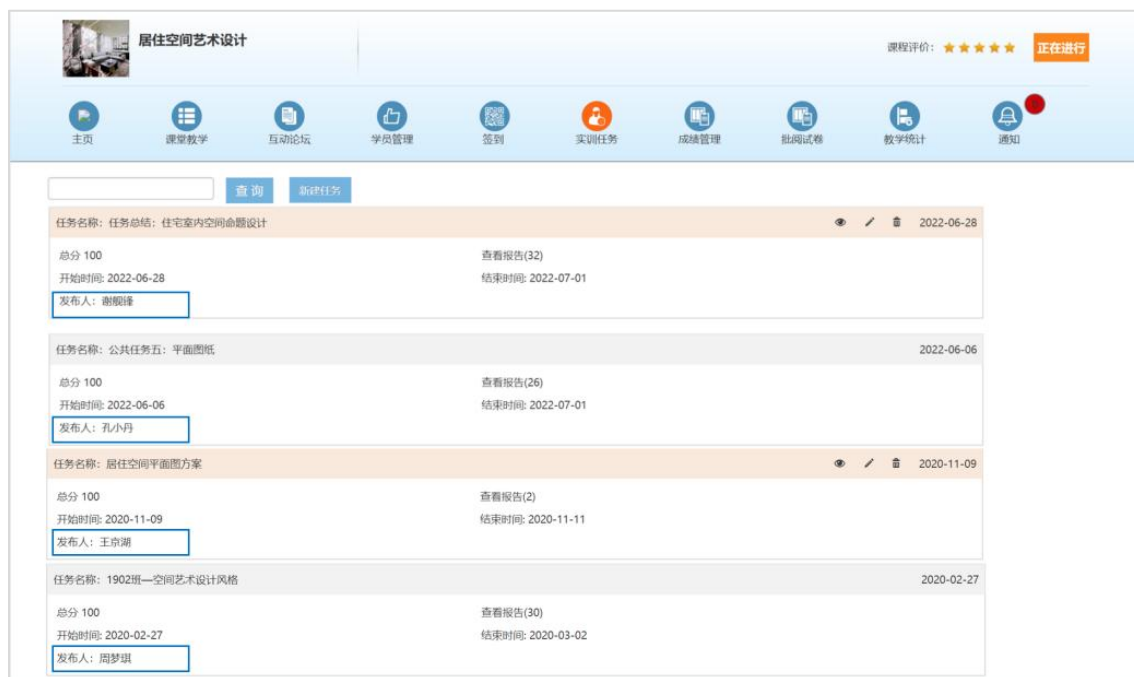 居住空间艺术设计
课程评价:
正在进行
主页
课堂教学
互动论坛
学员管理
签到
实训任务
成绩管理
批阅试卷
教学统计
通知
查 询
新建任务
任务名称: 任务总结: 住宅室内空间命题设计
2022-06-28
总分 100
查看报告(32)
开始时间: 2022-06-28
结束时间: 2022-07-01
发布人: 谢舰锋
任务名称: 公共任务五: 平面图纸
2022-06-06
总分 100
查看报告(26)
开始时间: 2022-06-06
结束时间: 2022-07-01
发布人: 孔小丹
任务名称: 居住空间平面图方案
2020-11-09
总分 100
查看报告(2)
开始时间: 2020-11-09
结束时间: 2020-11-11
发布人: 王京湖
任务名称: 1902班—空间艺术设计风格
2020-02-27
总分 100
查看报告(30)
开始时间: 2020-02-27
结束时间: 2020-03-02
发布人: 周梦琪